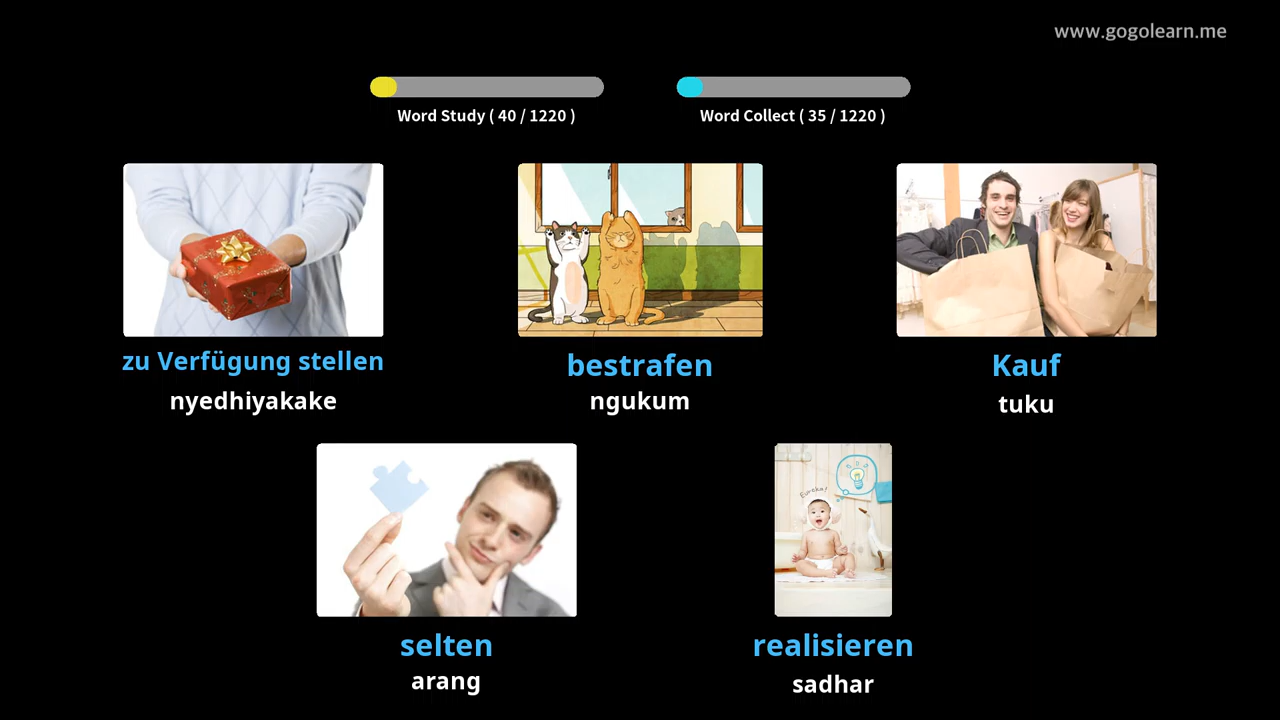 www.gogolearn.me
Word Study ( 40 / 1220 )
Word Collect ( 35 / 1220 )
zu Verfügung stellen
nyedhiyakake
bestrafen
ngukum
Kauf
tuku
Eureka!
selten
arang
realisieren
sadhar